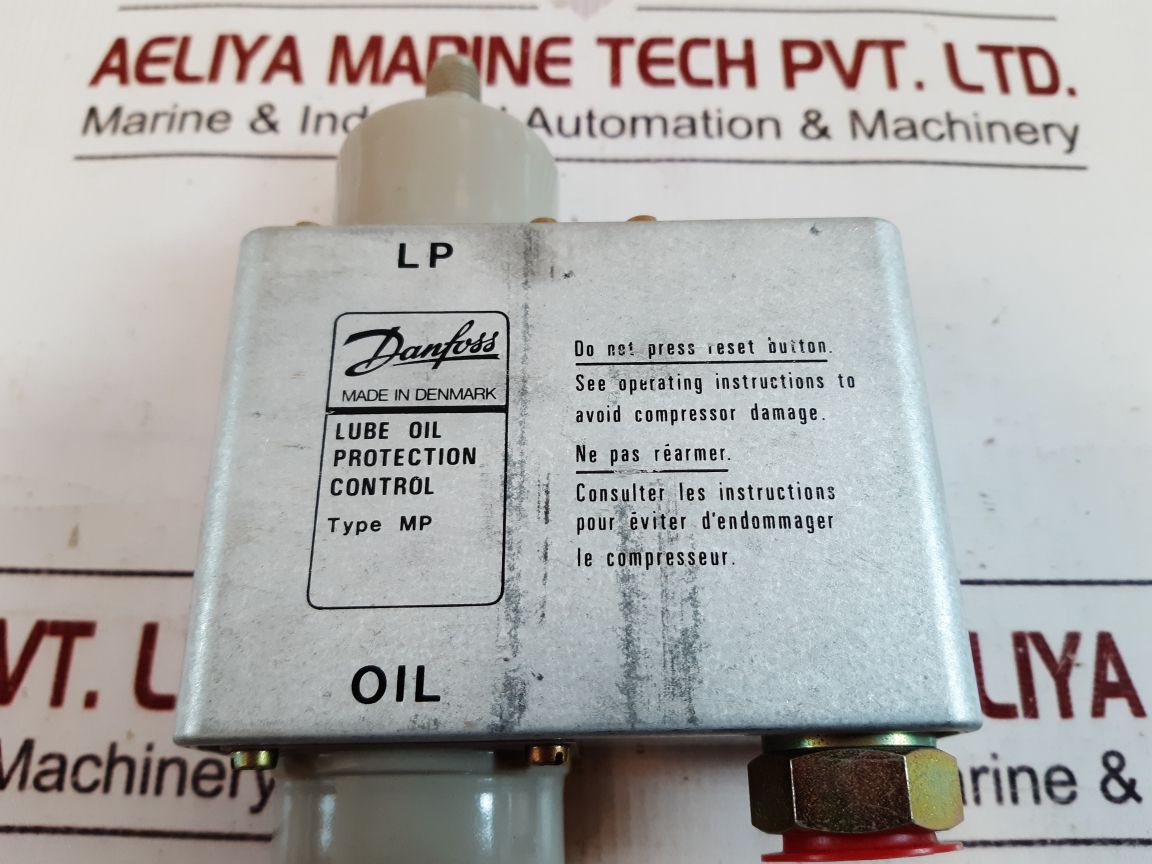 AELIYA MARINE TECH PVT. LTD.
Marine & Ind Automation & Machinery
LP
Danfoss
MADE IN DENMARK
LUBE OIL
PROTECTION
CONTROL
Type MP
Do not press reset button.
See operating instructions to
avoid compressor damage.
Ne pas réarmer.
Consulter les instructions
pour éviter d'endommager
le compresseur.
OIL
VT. L
LIYA
Machinery
arine &